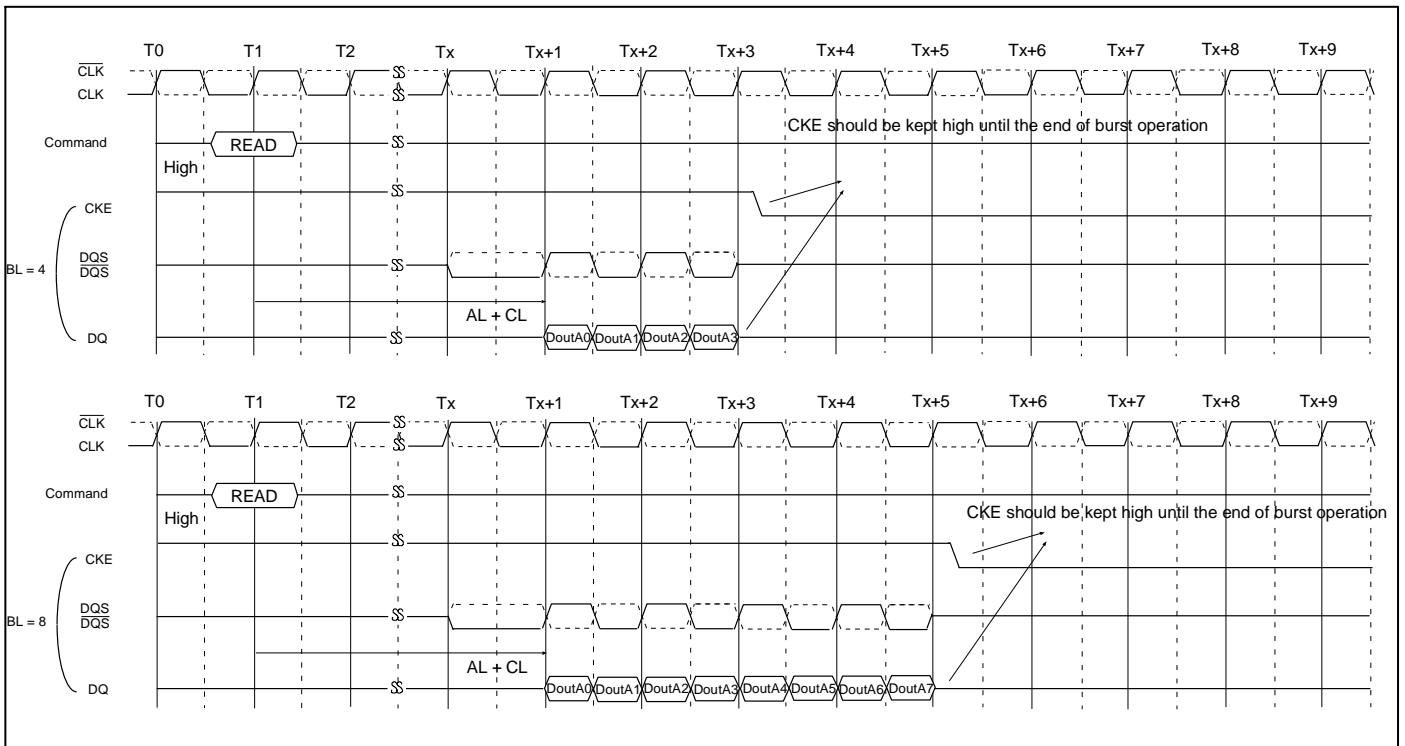 T0 T1 T2 Tx Tx+1 Tx+2 Tx+3 Tx+4 Tx+5 Tx+6 Tx+7 Tx+8 Tx+9
CLK
CLK
CKE should be kept high until the end of burst operation
Command READ
High
CKE
BL = 4
DQS
DQS
AL + CL
DQ DoutA0 DoutA1 DoutA2 DoutA3
T0 T1 T2 Tx Tx+1 Tx+2 Tx+3 Tx+4 Tx+5 Tx+6 Tx+7 Tx+8 Tx+9
CLK
CLK
Command READ
CKE should be kept high until the end of burst operation
High
CKE
BL = 8
DQS
DQS
AL + CL
DQ DoutA0 DoutA1 DoutA2 DoutA3 DoutA4 DoutA5 DoutA6 DoutA7